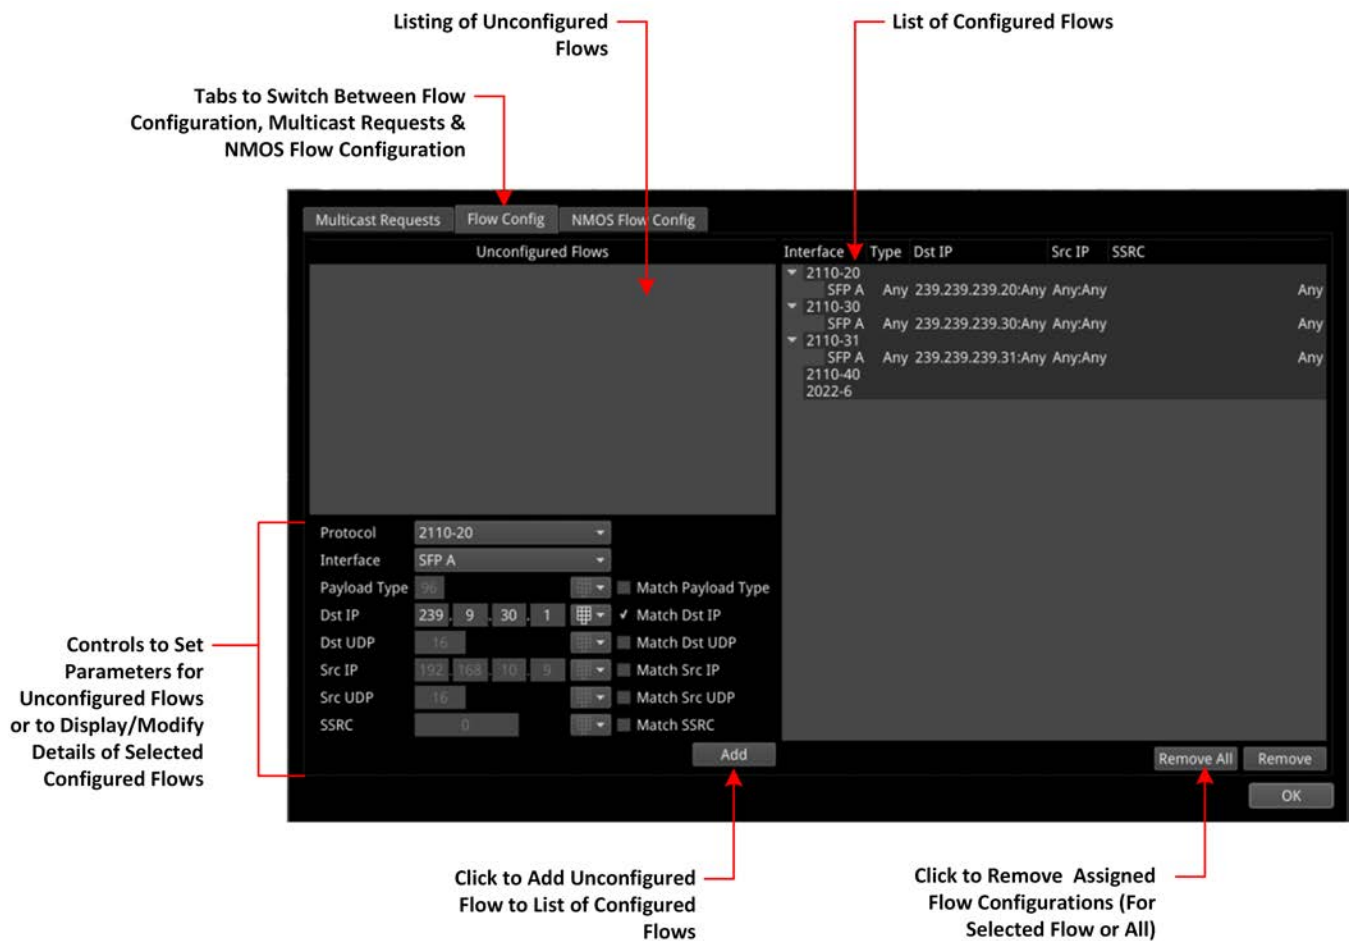 Listing of Unconfigured
Flows
List of Configured Flows
Tabs to Switch Between Flow
Configuration, Multicast Requests &
NMOS Flow Configuration
Multicast Requests Flow Config NMOS Flow Config
Unconfigured Flows
Interface Type Dst IP Src IP SSRC
2110-20
SFP A Any 239.239.239.20:Any Any:Any Any
2110-30
SFP A Any 239.239.239.30:Any Any:Any Any
2110-31
SFP A Any 239.239.239.31:Any Any:Any Any
2110-40
2022-6
Protocol 2110-20
Interface SFP A
Payload Type 96 Match Payload Type
Dst IP 239 . 9 . 30 . 1 Match Dst IP
Dst UDP 16 Match Dst UDP
Src IP 192 . 168 . 10 . 9 Match Src IP
Src UDP 16 Match Src UDP
SSRC 0 Match SSRC
Add
Remove All Remove
OK
Controls to Set
Parameters for
Unconfigured Flows
or to Display/Modify
Details of Selected
Configured Flows
Click to Add Unconfigured
Flow to List of Configured
Flows
Click to Remove Assigned
Flow Configurations (For
Selected Flow or All)